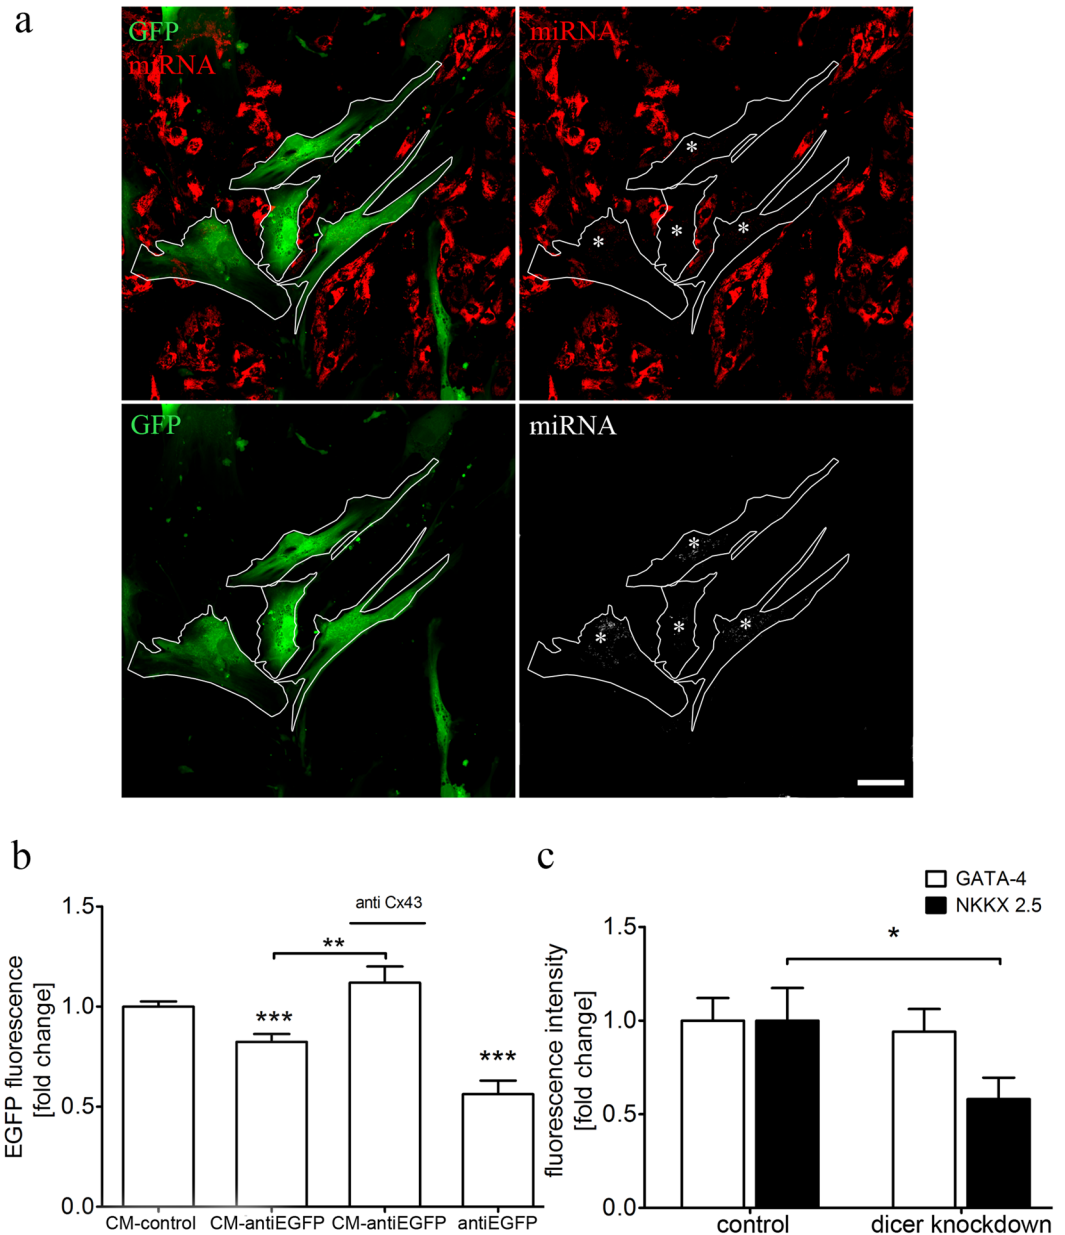 a
GFP
miRNA
miRNA
* * * *
GFP
miRNA
* * * *
b
EGFP fluorescence
[fold change]
1.5
1.0
0.5
0.0
anti Cx43
**
***
***
CM-control
CM-antiEGFP
CM-antiEGFP
antiEGFP
c
GATA-4
NKKX 2.5
fluorescence intensity
[fold change]
1.5
1.0
0.5
0.0
*
control
dicer knockdown